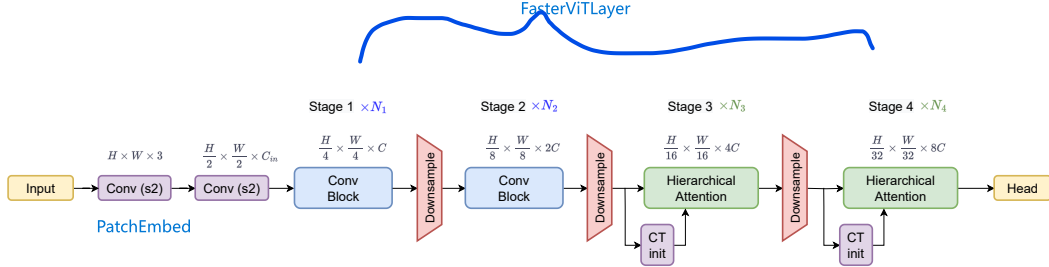 FasterViTLayer
Stage 1 ×N₁
Stage 2 ×N₂
Stage 3 ×N₃
Stage 4 ×N₄
H × W × 3
H/2 × W/2 × Cᵢₙ
H/4 × W/4 × C
H/8 × W/8 × 2C
H/16 × W/16 × 4C
H/32 × W/32 × 8C
Input
Conv (s2)
Conv (s2)
Conv
Block
Downsample
Conv
Block
Downsample
Hierarchical
Attention
Downsample
Hierarchical
Attention
Head
PatchEmbed
CT
init
CT
init